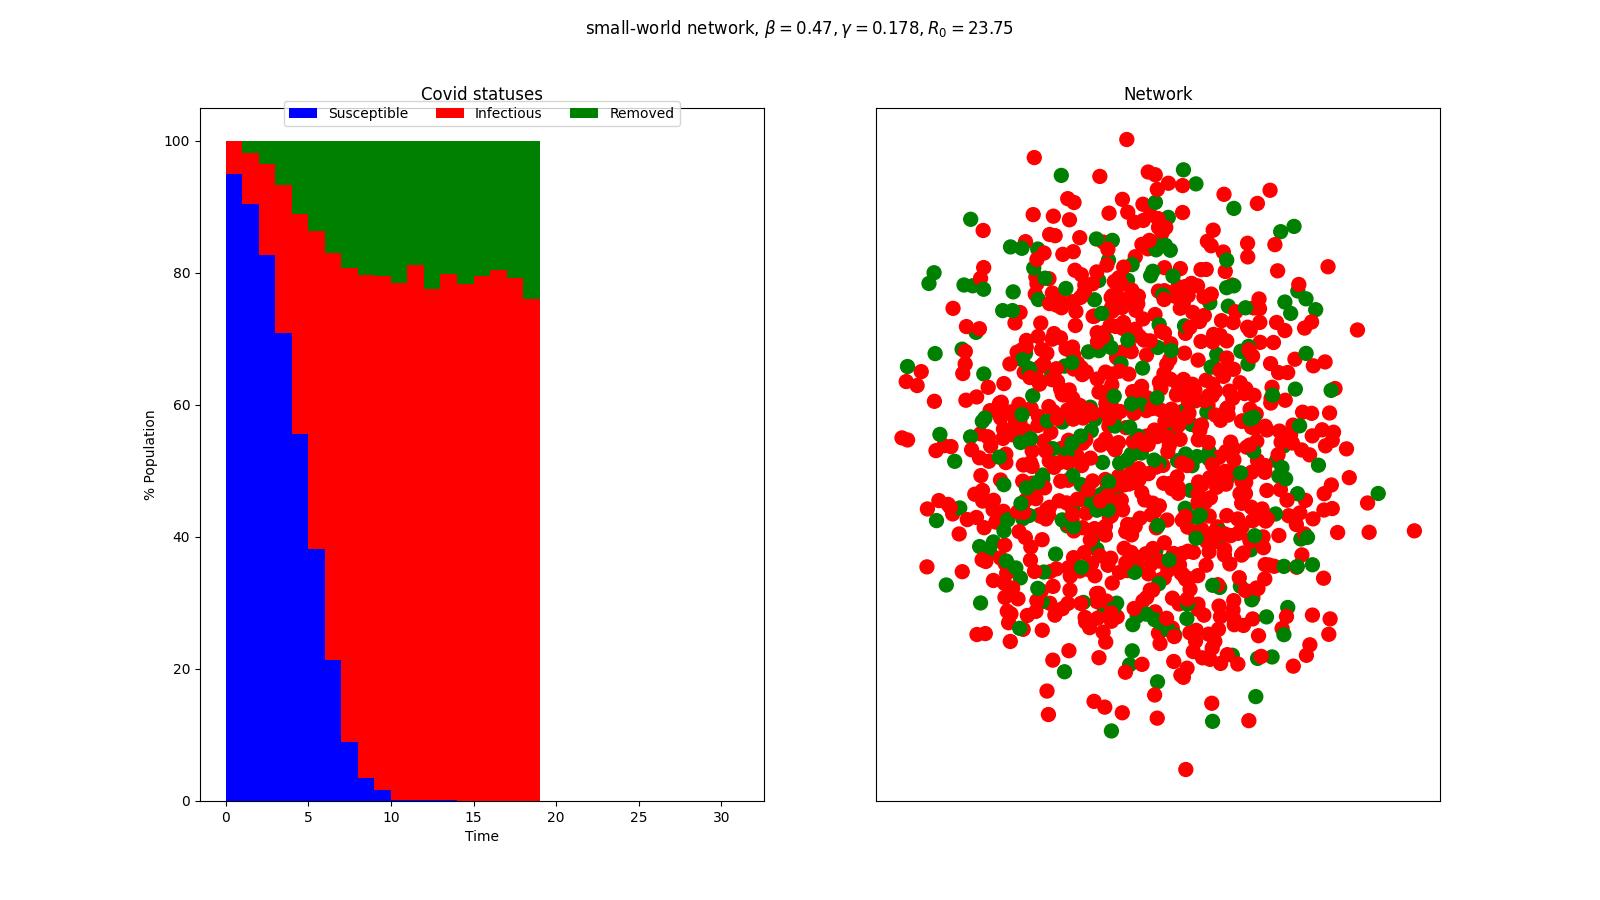 small-world network, β = 0.47, γ = 0.178, R₀ = 23.75
Covid statuses
Susceptible Infectious Removed
100
80
60
40
20
0
% Population
0 5 10 15 20 25 30
Time
Network